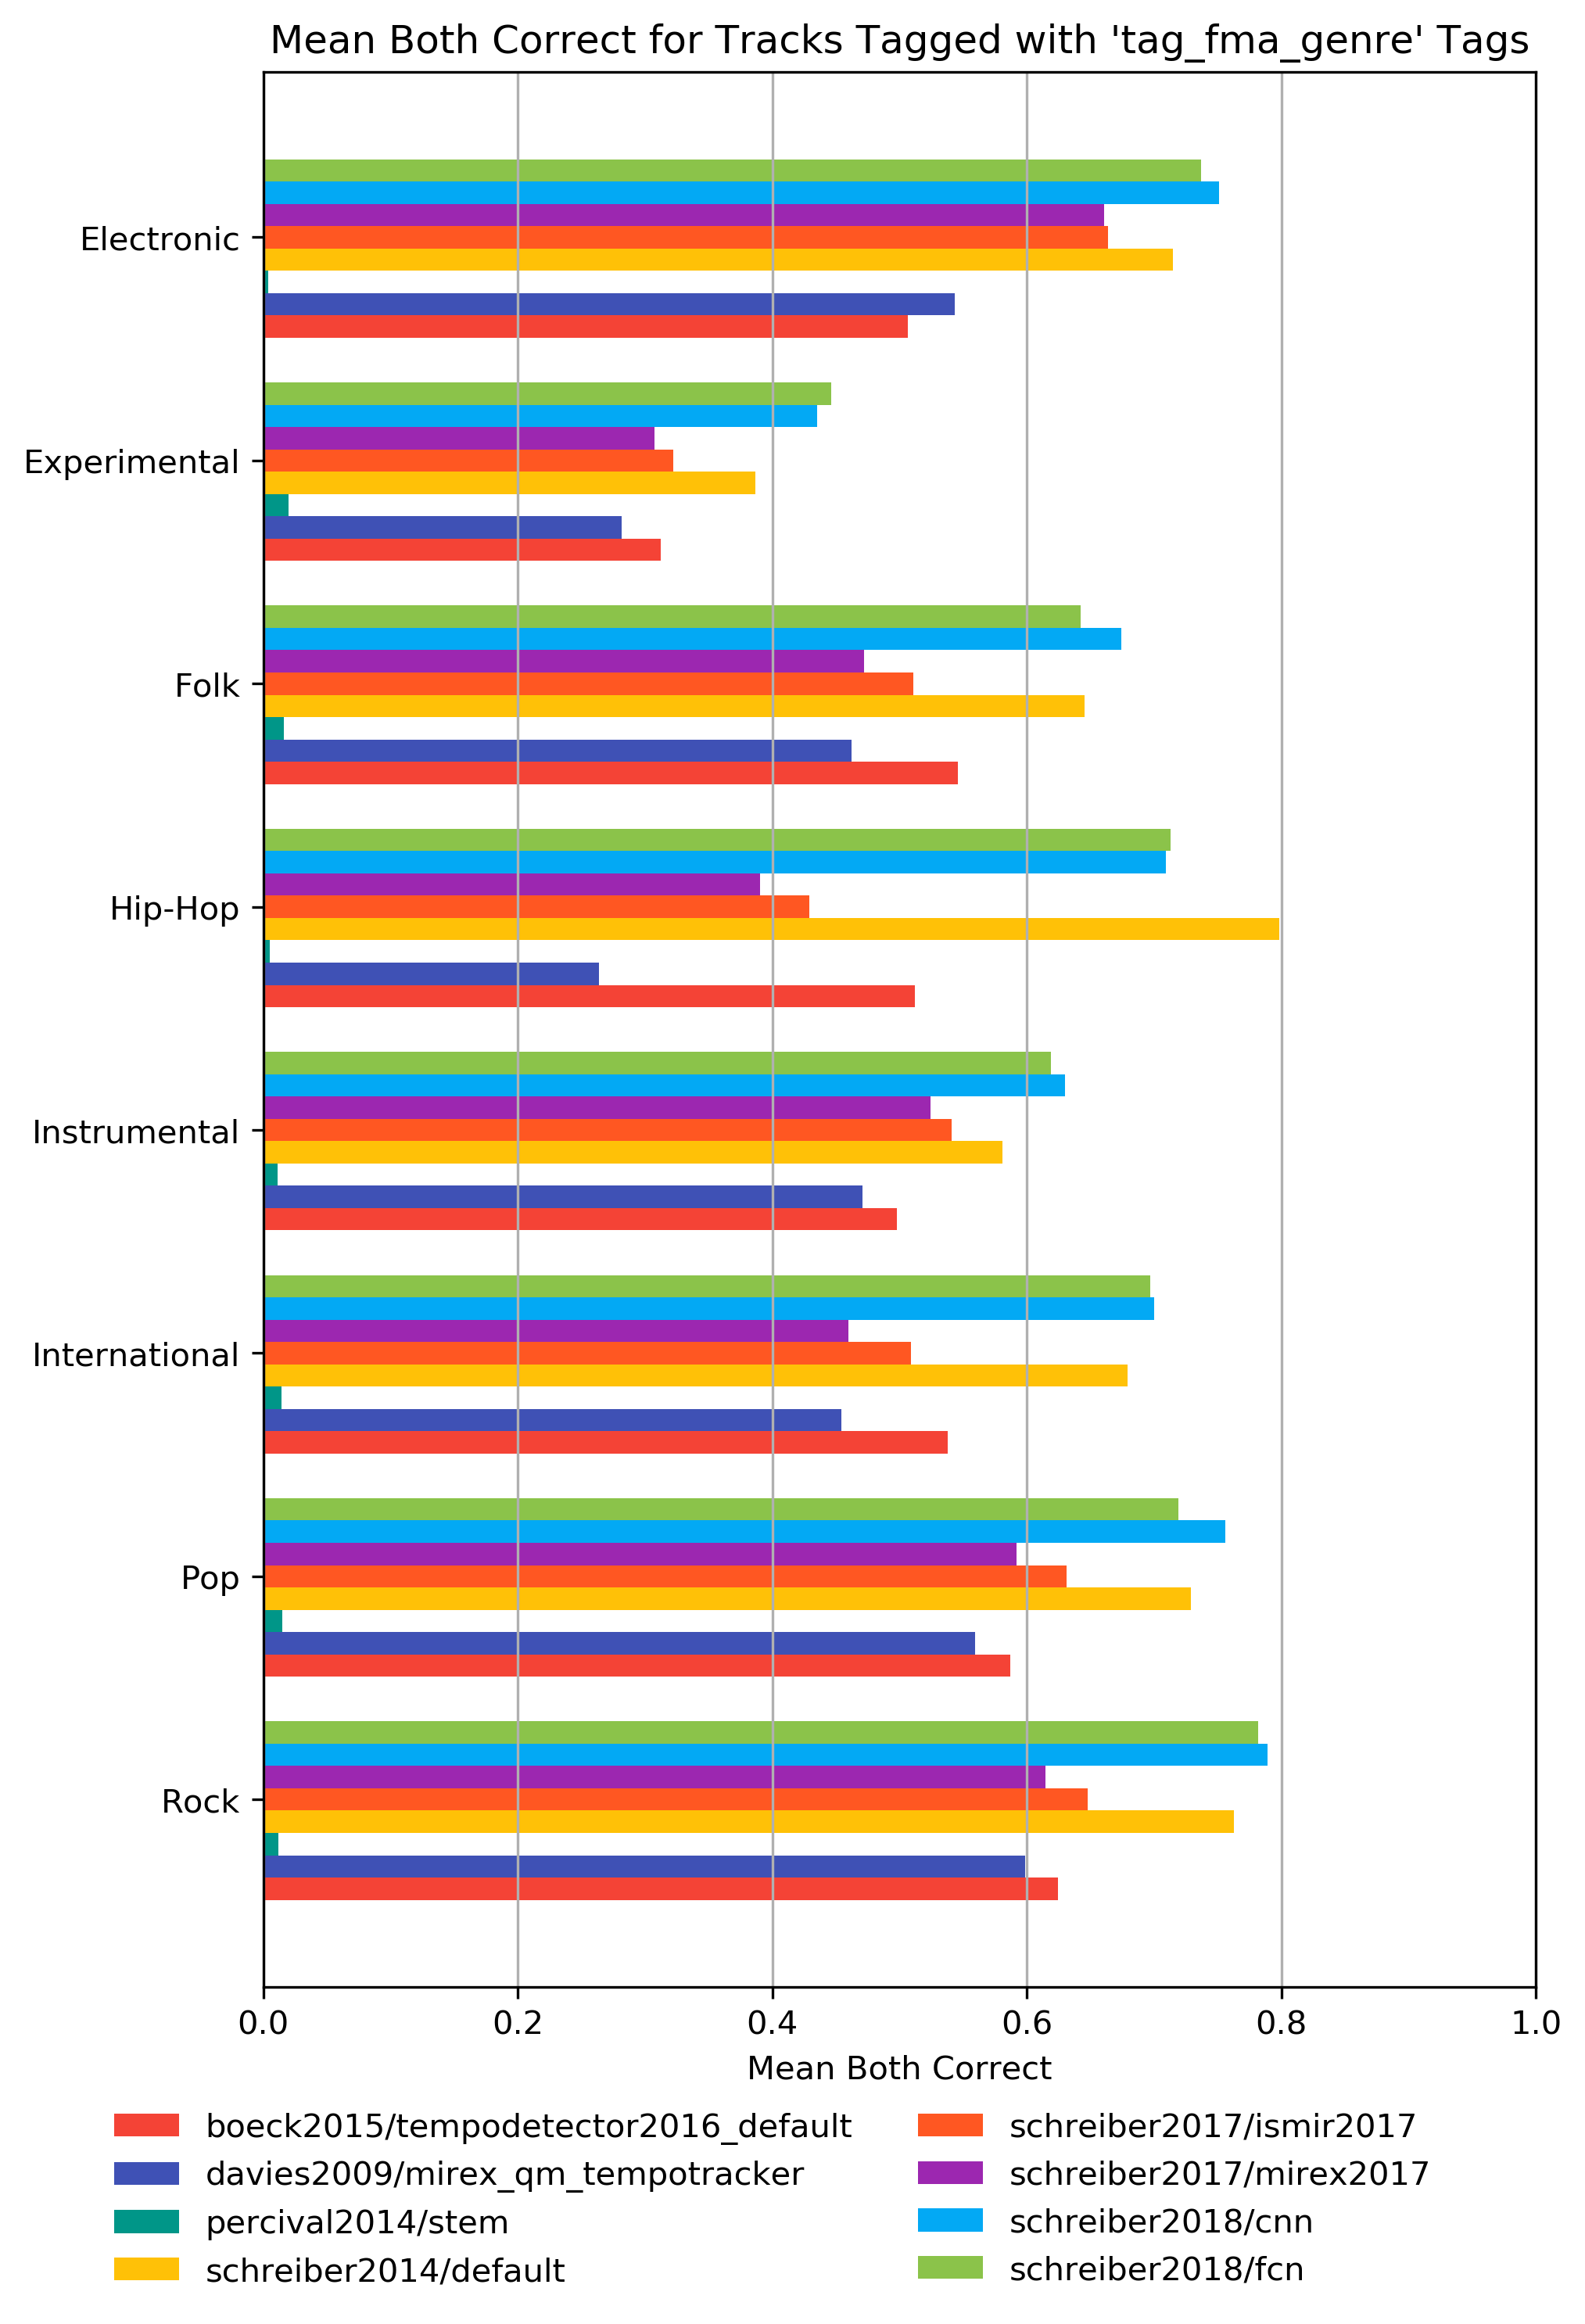 Mean Both Correct for Tracks Tagged with 'tag_fma_genre' Tags
Electronic
Experimental
Folk
Hip-Hop
Instrumental
International
Pop
Rock
0.0 0.2 0.4 0.6 0.8 1.0
Mean Both Correct
boeck2015/tempodetector2016_default
davies2009/mirex_qm_tempotracker
percival2014/stem
schreiber2014/default
schreiber2017/ismir2017
schreiber2017/mirex2017
schreiber2018/cnn
schreiber2018/fcn